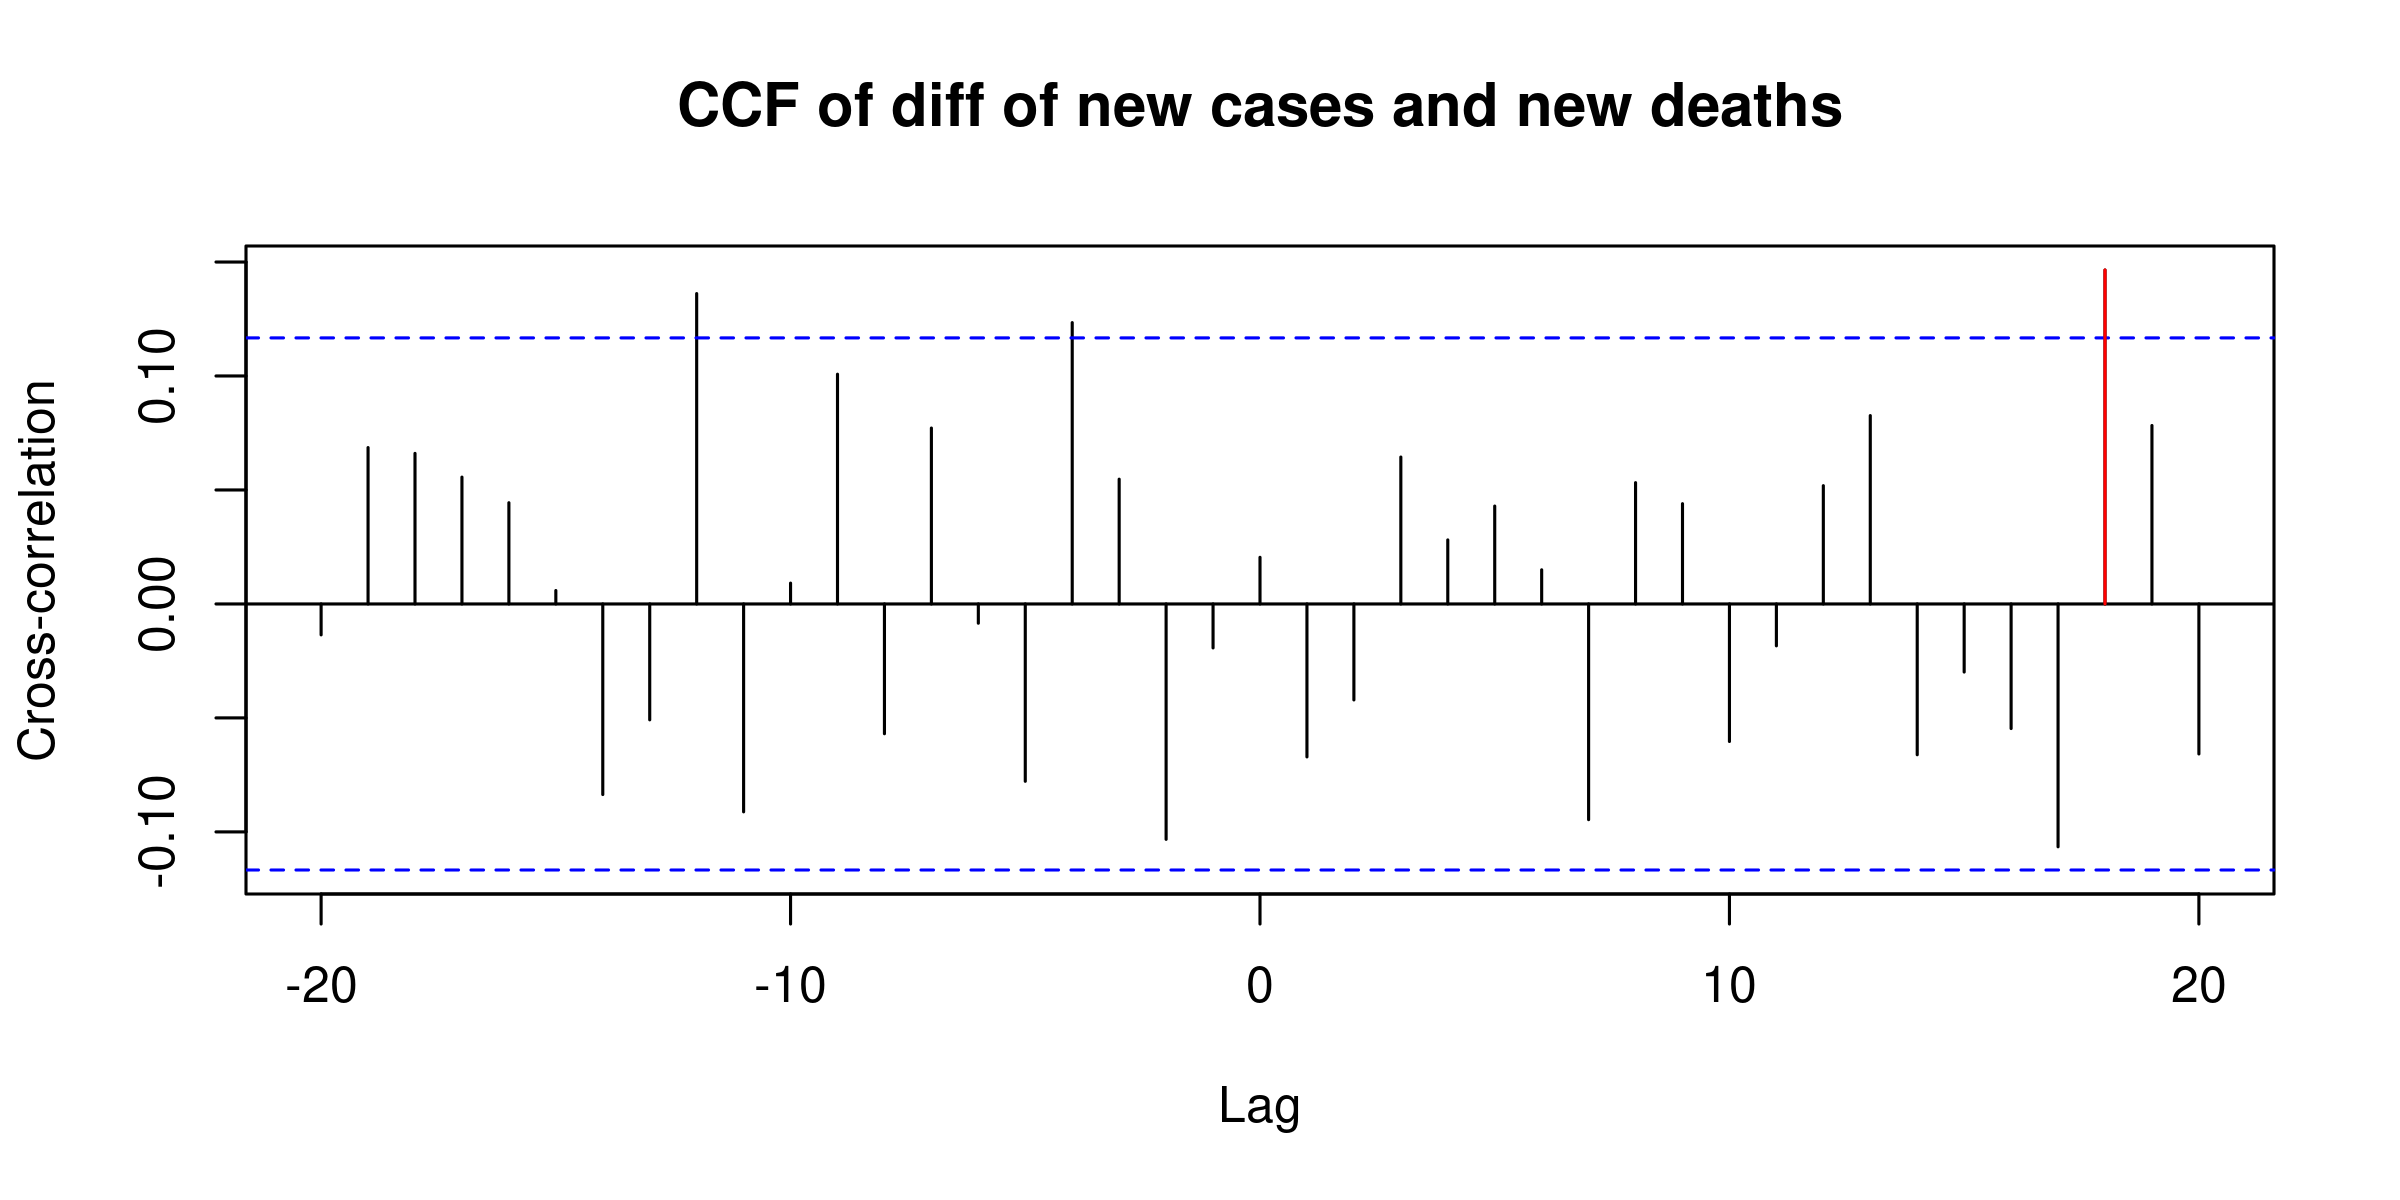 CCF of diff of new cases and new deaths
Cross-correlation
0.10
0.00
-0.10
-20 -10 0 10 20
Lag